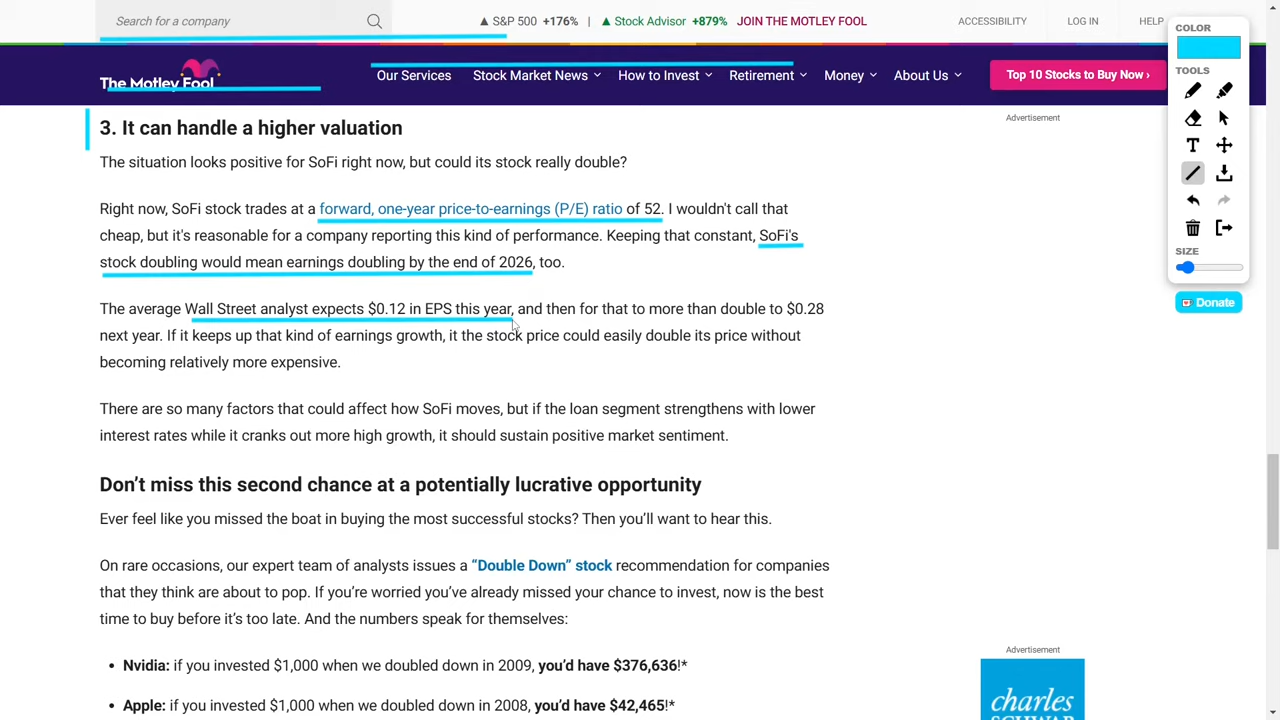 Search for a company
▲ S&P 500 +176% | ▲ Stock Advisor +879% JOIN THE MOTLEY FOOL
ACCESSIBILITY LOG IN HELP
The Motley Fool
Our Services Stock Market News How to Invest Retirement Money About Us
Top 10 Stocks to Buy Now ›
COLOR
TOOLS
T
SIZE
Donate
Advertisement
3. It can handle a higher valuation
The situation looks positive for SoFi right now, but could its stock really double?
Right now, SoFi stock trades at a forward, one-year price-to-earnings (P/E) ratio of 52. I wouldn't call that
cheap, but it's reasonable for a company reporting this kind of performance. Keeping that constant, SoFi's
stock doubling would mean earnings doubling by the end of 2026, too.
The average Wall Street analyst expects $0.12 in EPS this year, and then for that to more than double to $0.28
next year. If it keeps up that kind of earnings growth, it the stock price could easily double its price without
becoming relatively more expensive.
There are so many factors that could affect how SoFi moves, but if the loan segment strengthens with lower
interest rates while it cranks out more high growth, it should sustain positive market sentiment.
Don’t miss this second chance at a potentially lucrative opportunity
Ever feel like you missed the boat in buying the most successful stocks? Then you’ll want to hear this.
On rare occasions, our expert team of analysts issues a “Double Down” stock recommendation for companies
that they think are about to pop. If you’re worried you’ve already missed your chance to invest, now is the best
time to buy before it’s too late. And the numbers speak for themselves:
• Nvidia: if you invested $1,000 when we doubled down in 2009, you’d have $376,636!*
• Apple: if you invested $1,000 when we doubled down in 2008, you’d have $42,465!*
Advertisement
charles
SCHWAB